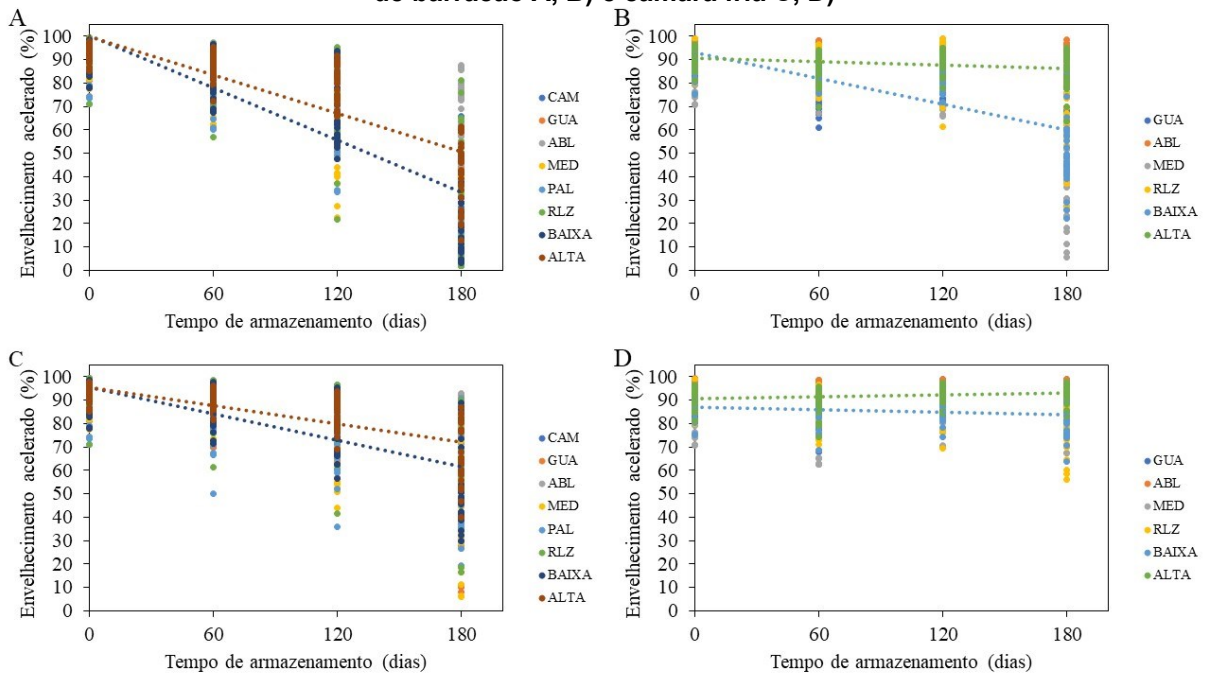 de barracão A, B) e câmara fria C, D)
A
Envelhecimento acelerado (%)
100
90
80
70
60
50
40
30
20
10
0
0 60 120 180
Tempo de armazenamento (dias)
CAM
GUA
ABL
MED
PAL
RLZ
BAIXA
ALTA
B
Envelhecimento acelerado (%)
100
90
80
70
60
50
40
30
20
10
0
0 60 120 180
Tempo de armazenamento (dias)
GUA
ABL
MED
RLZ
BAIXA
ALTA
C
Envelhecimento acelerado (%)
100
90
80
70
60
50
40
30
20
10
0
0 60 120 180
Tempo de armazenamento (dias)
CAM
GUA
ABL
MED
PAL
RLZ
BAIXA
ALTA
D
Envelhecimento acelerado (%)
100
90
80
70
60
50
40
30
20
10
0
0 60 120 180
Tempo de armazenamento (dias)
GUA
ABL
MED
RLZ
BAIXA
ALTA